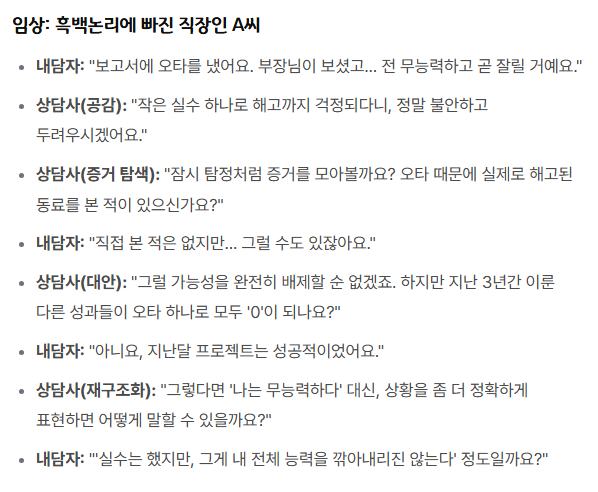 임상: 흑백논리에 빠진 직장인 A씨
• 내담자: "보고서에 오타를 냈어요. 부장님이 보셨고... 전 무능력하고 곧 잘릴 거예요."
• 상담사(공감): "작은 실수 하나로 해고까지 걱정되다니, 정말 불안하고
두려우시겠어요."
• 상담사(증거 탐색): "잠시 탐정처럼 증거를 모아볼까요? 오타 때문에 실제로 해고된
동료를 본 적이 있으신가요?"
• 내담자: "직접 본 적은 없지만... 그럴 수도 있잖아요."
• 상담사(대안): "그럴 가능성을 완전히 배제할 순 없겠죠. 하지만 지난 3년간 이룬
다른 성과들이 오타 하나로 모두 '0'이 되나요?"
• 내담자: "아니요, 지난달 프로젝트는 성공적이었어요."
• 상담사(재구조화): "그렇다면 '나는 무능력하다' 대신, 상황을 좀 더 정확하게
표현하면 어떻게 말할 수 있을까요?"
• 내담자: "'실수는 했지만, 그게 내 전체 능력을 깎아내리진 않는다' 정도일까요?"